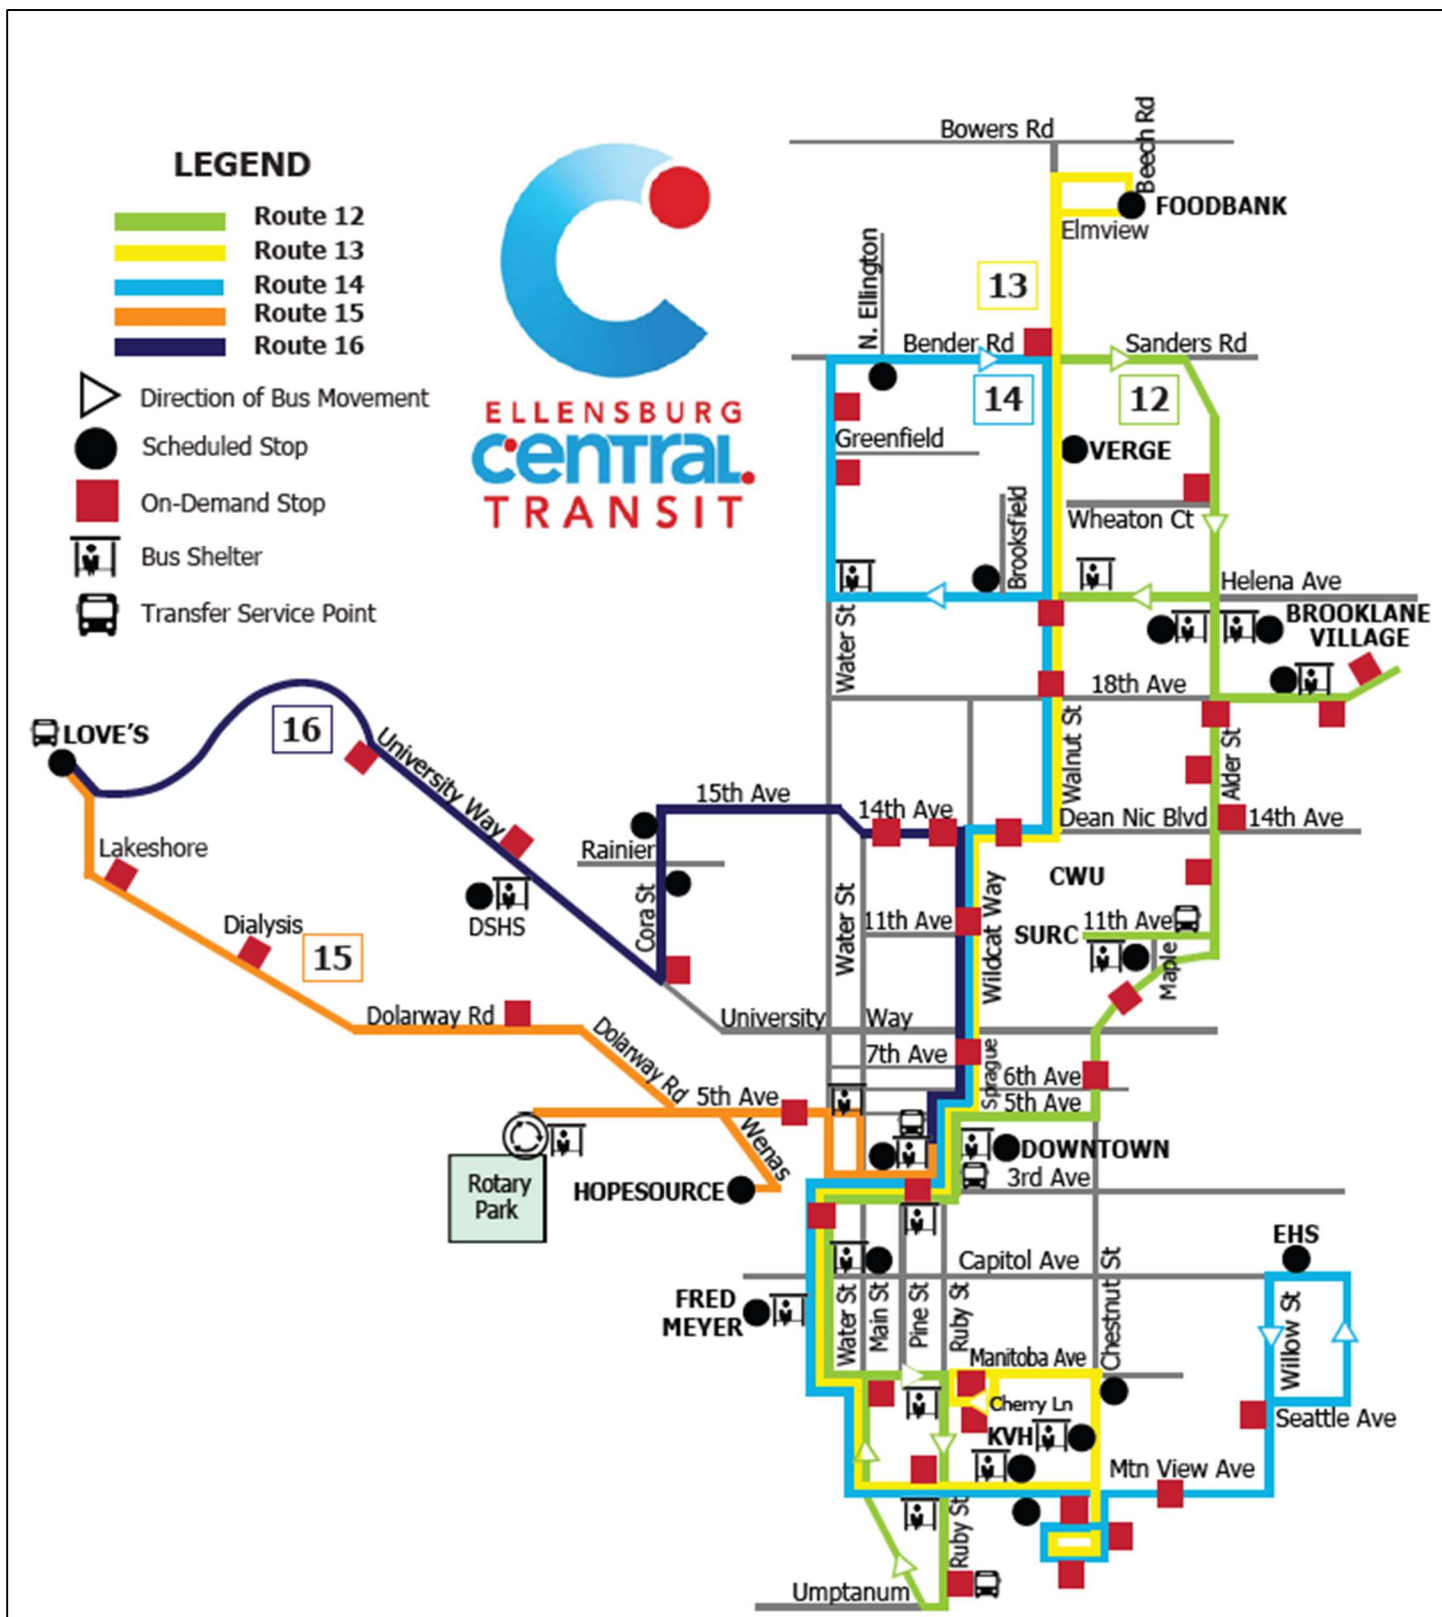 LEGEND
Route 12
Route 13
Route 14
Route 15
Route 16
Direction of Bus Movement
Scheduled Stop
On-Demand Stop
Bus Shelter
Transfer Service Point
ELLENSBURG
CENTRAL
TRANSIT
Bowers Rd
Beech Rd
FOODBANK
Elmview
13
N. Ellington
Bender Rd
Sanders Rd
14
12
Greenfield
VERGE
Wheaton Ct
Brooksfield
Helena Ave
BROOKLANE
VILLAGE
Water St
18th Ave
16
LOVE'S
University Way
Walnut St
Alder St
15th Ave
14th Ave
Dean Nic Blvd
14th Ave
Lakeshore
Rainier
CWU
DSHS
Cora St
Water St
11th Ave
Wildcat Way
SURC
11th Ave
Maple
Dialysis
15
Dolarway Rd
University
Way
Dolarway Rd
7th Ave
Sprague
6th Ave
5th Ave
5th Ave
Wenas
DOWNTOWN
3rd Ave
Rotary
Park
HOPESOURCE
EHS
Capitol Ave
FRED
MEYER
Water St
Main St
Pine St
Ruby St
Chestnut St
Willow St
Manitoba Ave
Cherry Ln
Seattle Ave
KVH
Mtn View Ave
Ruby St
Umptanum